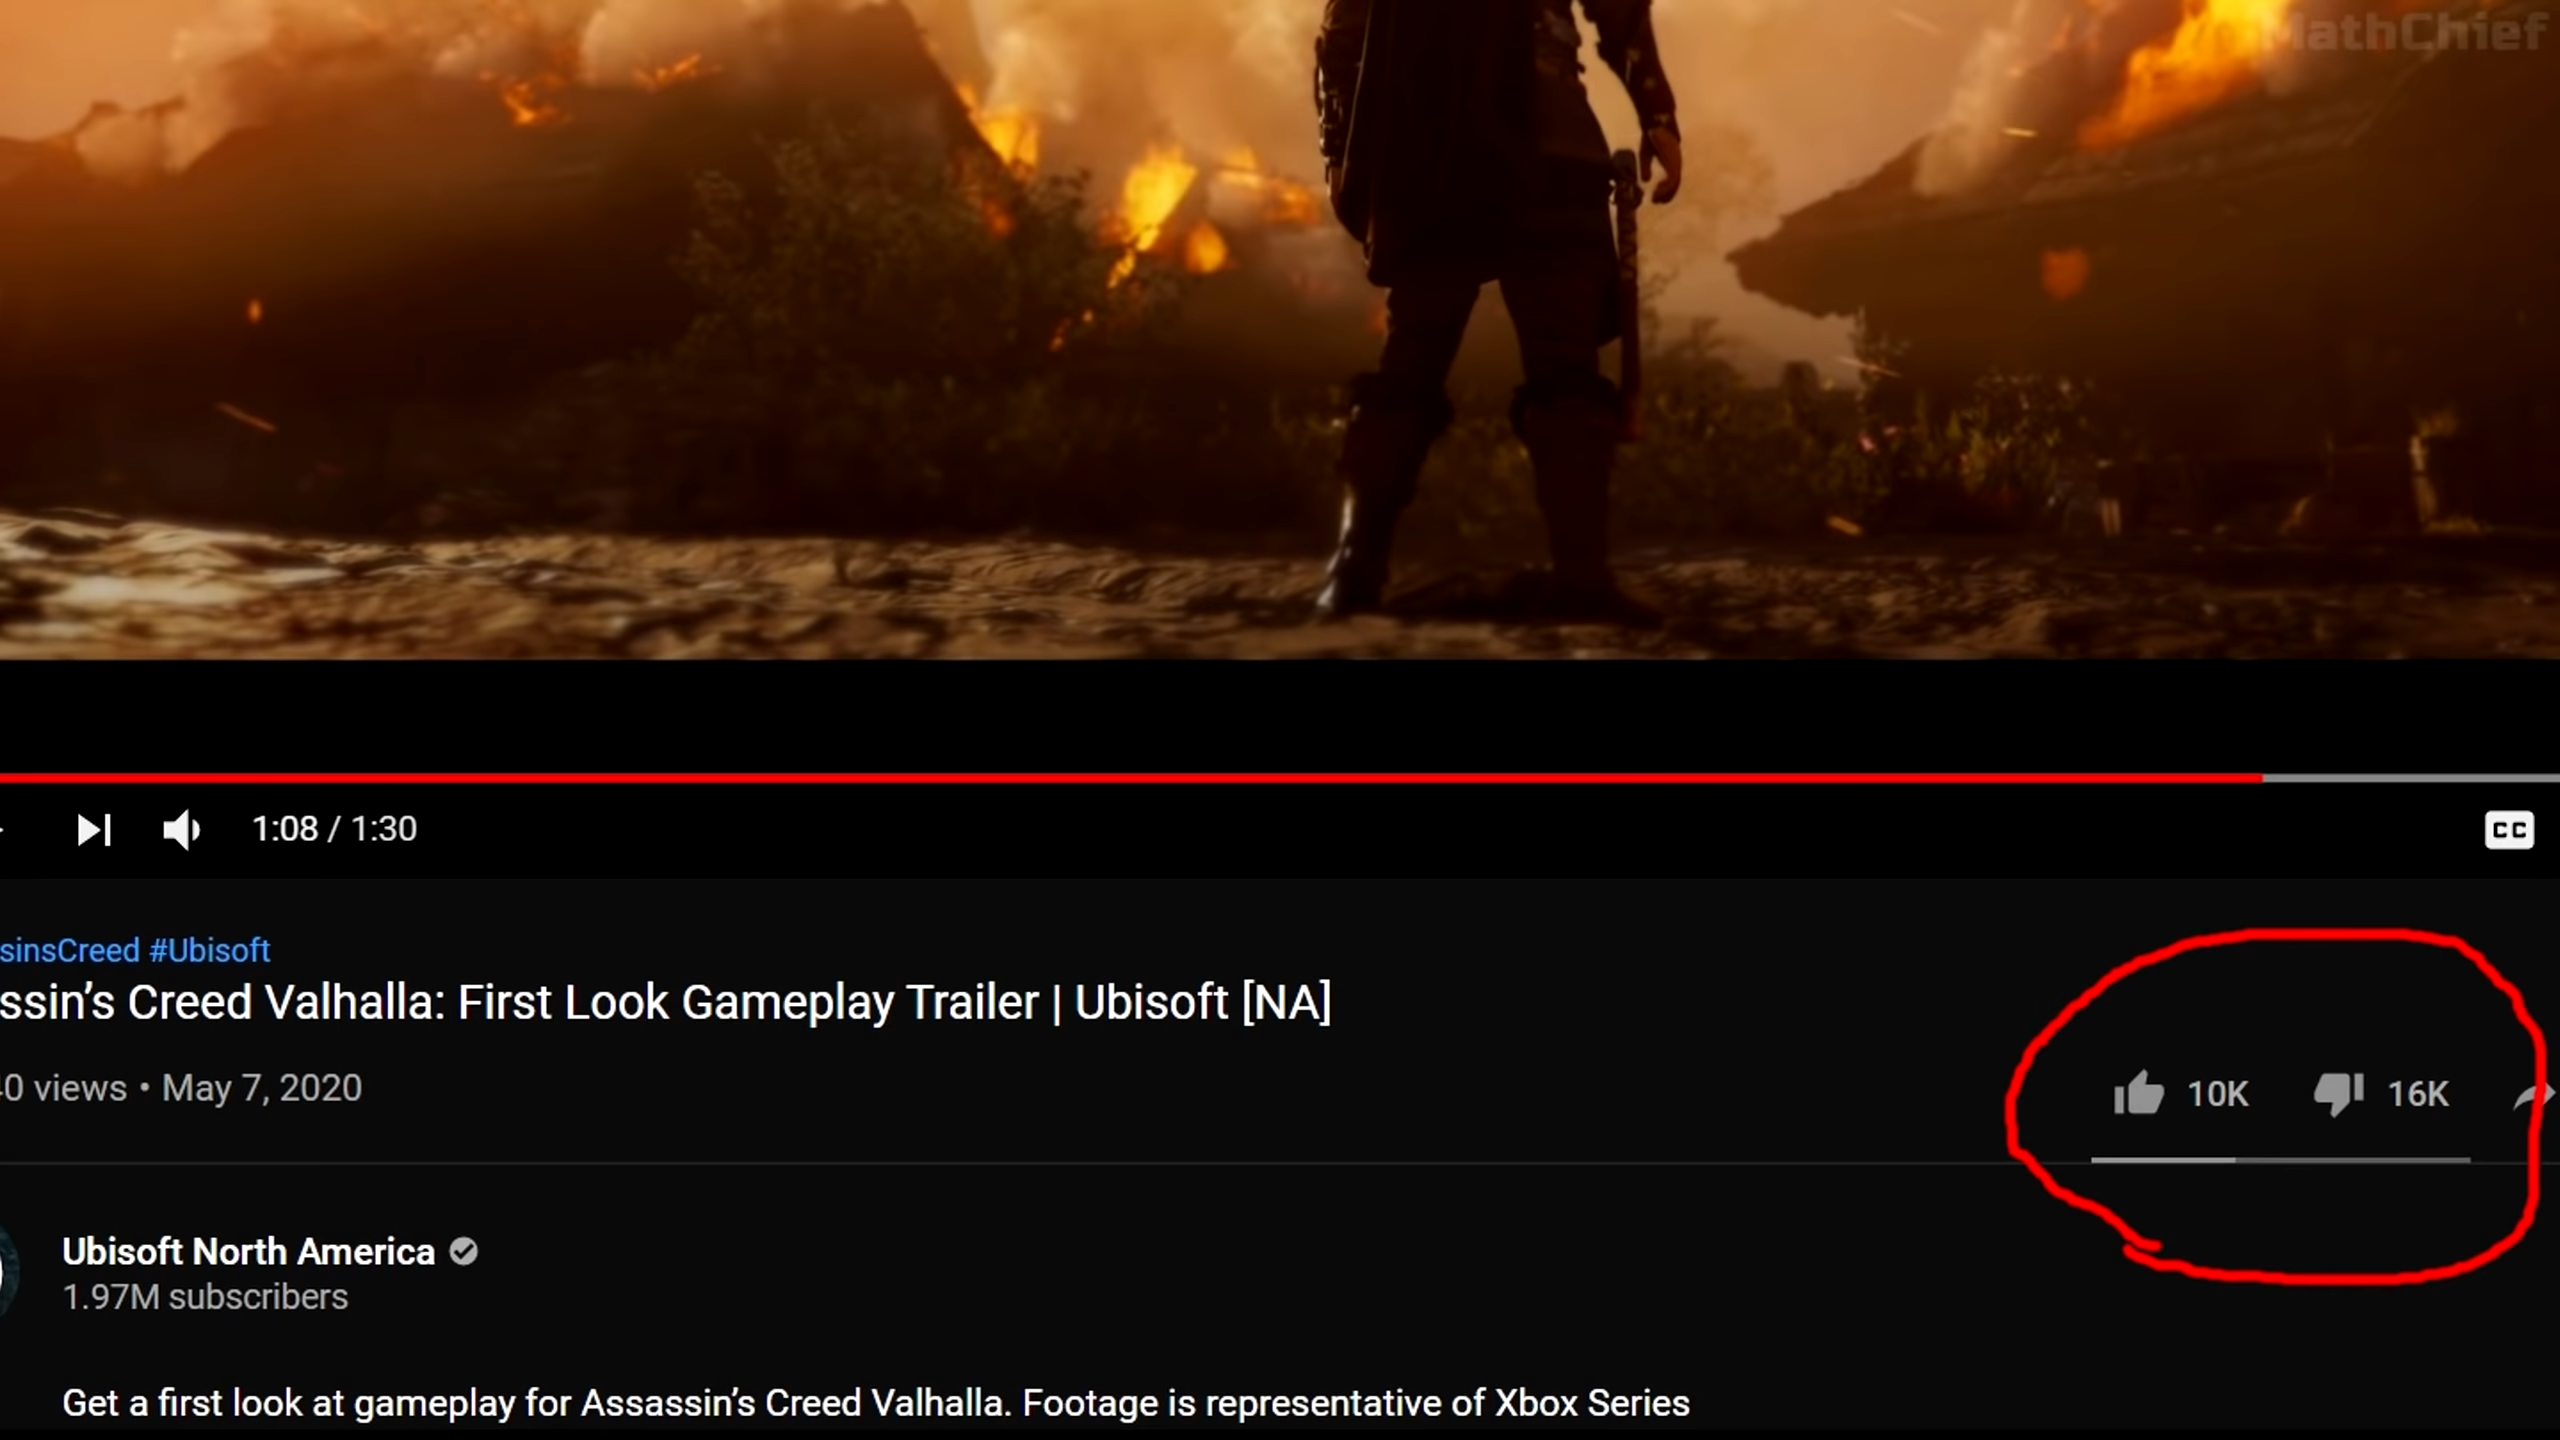 MathChief
1:08 / 1:30
CC
sinsCreed #Ubisoft
ssin’s Creed Valhalla: First Look Gameplay Trailer | Ubisoft [NA]
40 views • May 7, 2020
10K
16K
Ubisoft North America
1.97M subscribers
Get a first look at gameplay for Assassin’s Creed Valhalla. Footage is representative of Xbox Series